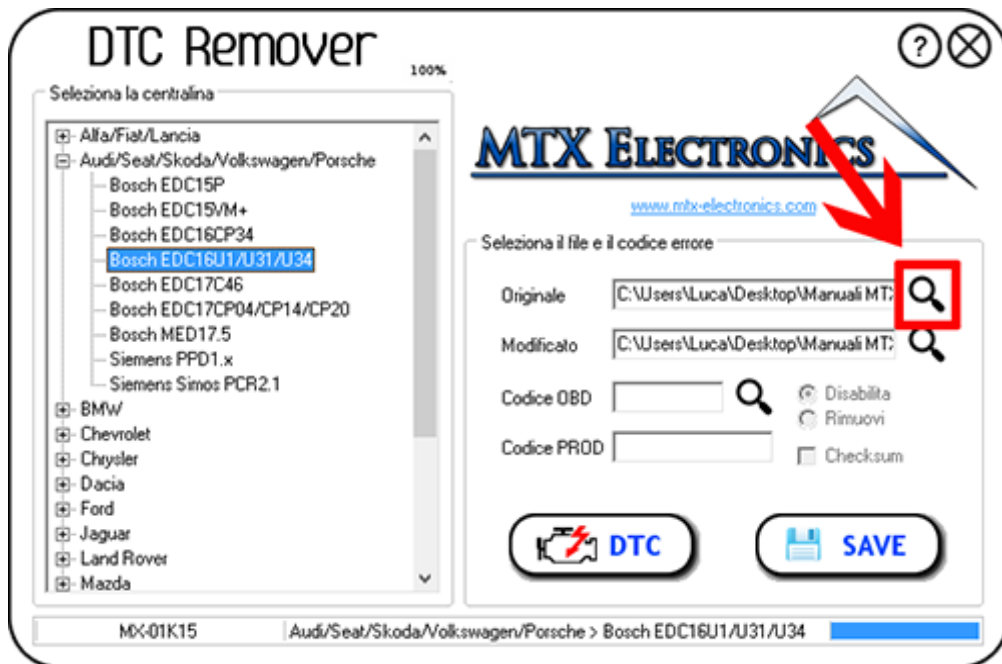 DTC Remover
100%
?
Seleziona la centralina
Alfa/Fiat/Lancia
Audi/Seat/Skoda/Volkswagen/Porsche
Bosch EDC15P
Bosch EDC15VM+
Bosch EDC16CP34
Bosch EDC16U1/U31/U34
Bosch EDC17C46
Bosch EDC17CP04/CP14/CP20
Bosch MED17.5
Siemens PPD1.x
Siemens Simos PCR2.1
BMW
Chevrolet
Chrysler
Dacia
Ford
Jaguar
Land Rover
Mazda
MTX ELECTRONICS
www.mtx-electronics.com
Seleziona il file e il codice errore
Originale C:\Users\Luca\Desktop\Manuali MT
Modificato C:\Users\Luca\Desktop\Manuali MT
Codice OBD
Disabilita
Rimuovi
Codice PROD
Checksum
DTC SAVE
MX-01K15 Audi/Seat/Skoda/Volkswagen/Porsche > Bosch EDC16U1/U31/U34